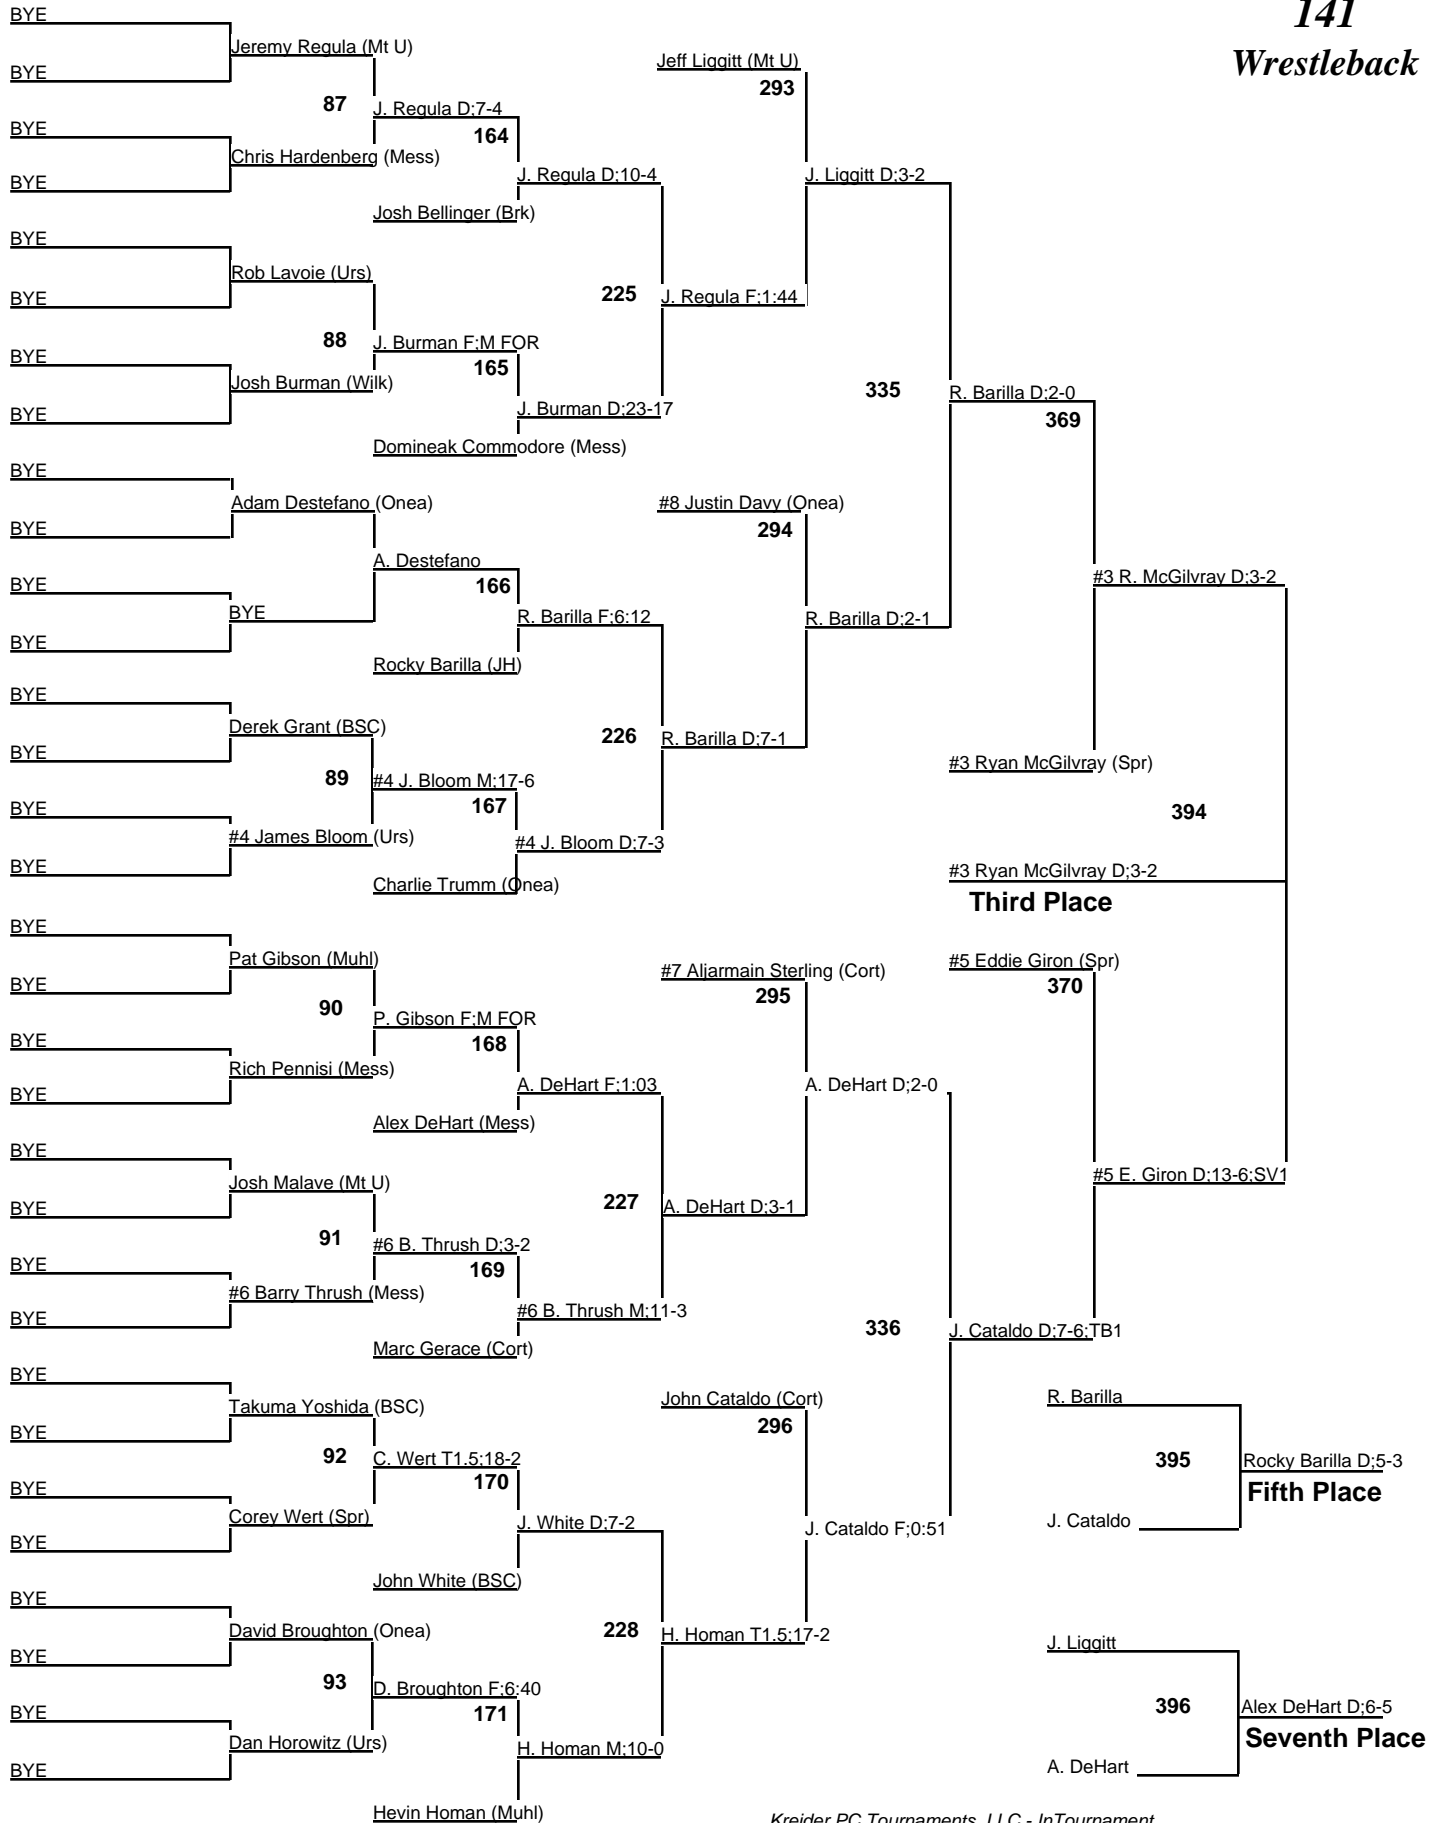 BYE
141
Jeremy Regula (Mt U)
Jeff Liggitt (Mt U)
Wrestleback
BYE
293
87
J. Regula D;7-4
BYE
164
Chris Hardenberg (Mess)
J. Regula D;10-4
J. Liggitt D;3-2
BYE
Josh Bellinger (Brk)
BYE
Rob Lavoie (Urs)
BYE
225
J. Regula F;1:44
88
J. Burman F;M FOR
BYE
165
Josh Burman (Wilk)
335
R. Barilla D;2-0
BYE
J. Burman D;23-17
369
Domineak Commodore (Mess)
BYE
Adam Destefano (Onea)
#8 Justin Davy (Onea)
BYE
294
A. Destefano
BYE
166
#3 R. McGilvray D;3-2
BYE
R. Barilla F;6:12
R. Barilla D;2-1
BYE
Rocky Barilla (JH)
BYE
Derek Grant (BSC)
226
R. Barilla D;7-1
BYE
#3 Ryan McGilvray (Spr)
89
#4 J. Bloom M;17-6
BYE
167
394
#4 James Bloom (Urs)
#4 J. Bloom D;7-3
BYE
#3 Ryan McGilvray D;3-2
Charlie Trumm (Onea)
Third Place
BYE
Pat Gibson (Muhl)
#7 Aljarmain Sterling (Cort)
#5 Eddie Giron (Spr)
BYE
295
370
90
P. Gibson F;M FOR
BYE
168
Rich Pennisi (Mess)
A. DeHart F;1:03
A. DeHart D;2-0
BYE
Alex DeHart (Mess)
BYE
Josh Malave (Mt U)
#5 E. Giron D;13-6;SV1
BYE
227
A. DeHart D;3-1
91
#6 B. Thrush D;3-2
BYE
169
#6 Barry Thrush (Mess)
#6 B. Thrush M;11-3
BYE
336
J. Cataldo D;7-6;TB1
Marc Gerace (Cort)
BYE
Takuma Yoshida (BSC)
John Cataldo (Cort)
R. Barilla
BYE
296
92
C. Wert T1.5;18-2
395
Rocky Barilla D;5-3
BYE
170
Fifth Place
Corey Wert (Spr)
J. White D;7-2
J. Cataldo F;0:51
J. Cataldo
BYE
John White (BSC)
BYE
David Broughton (Onea)
228
H. Homan T1.5;17-2
J. Liggitt
BYE
93
D. Broughton F;6:40
BYE
171
396
Alex DeHart D;6-5
Dan Horowitz (Urs)
H. Homan M;10-0
Seventh Place
BYE
A. DeHart
Hevin Homan (Muhl)
Kreider PC Tournaments, LLC - InTournament